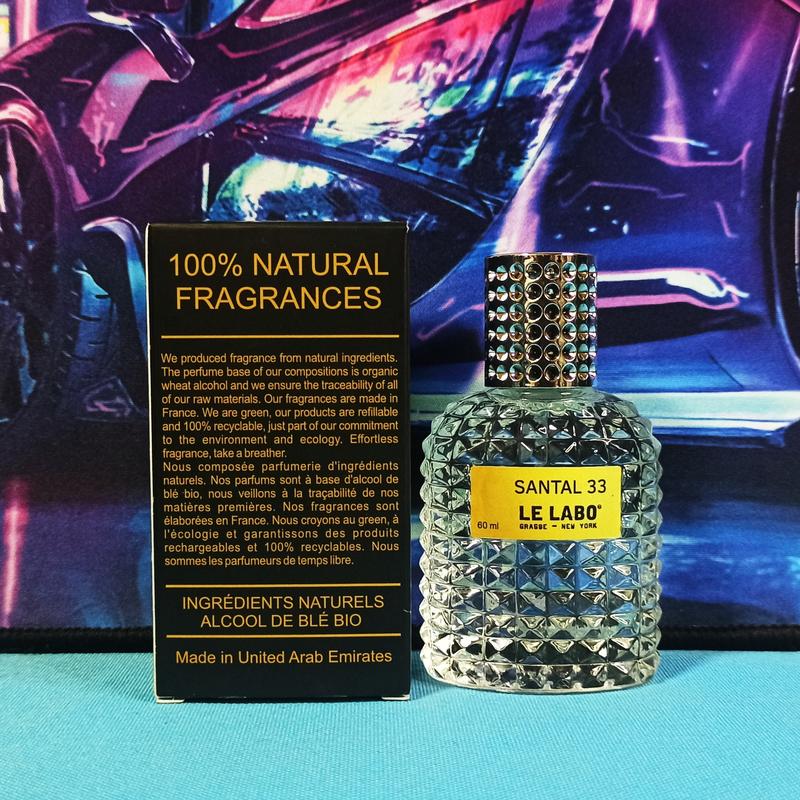 100% NATURAL
FRAGRANCES
We produced fragrance from natural ingredients.
The perfume base of our compositions is organic
wheat alcohol and we ensure the traceability of all
of our raw materials. Our fragrances are made in
France. We are green, our products are refillable
and 100% recyclable, just part of our commitment
to the environment and ecology. Effortless
fragrance, take a breather.
Nous composée parfumerie d'ingrédients
naturels. Nos parfums sont à base d'alcool de
blé bio, nous veillons à la traçabilité de nos
matières premières. Nos fragrances sont
élaborées en France. Nous croyons au green, à
l'écologie et garantissons des produits
rechargeables et 100% recyclables. Nous
sommes les parfumeurs de temps libre.
INGRÉDIENTS NATURELS
ALCOOL DE BLÉ BIO
Made in United Arab Emirates
SANTAL 33
LE LABO
60 ml GRASSE - NEW YORK